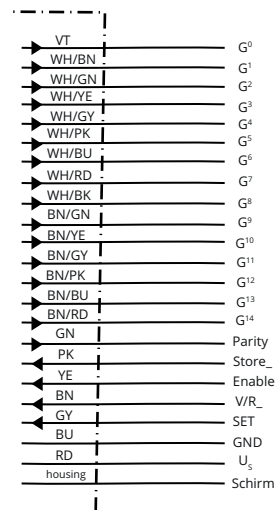 VT G⁰
WH/BN G¹
WH/GN G²
WH/YE G³
WH/GY G⁴
WH/PK G⁵
WH/BU G⁶
WH/RD G⁷
WH/BK G⁸
BN/GN G⁹
BN/YE G¹⁰
BN/GY G¹¹
BN/PK G¹²
BN/BU G¹³
BN/RD G¹⁴
GN Parity
PK Store_
YE Enable
BN V/R_
GY SET
BU GND
RD Uₛ
housing Schirm